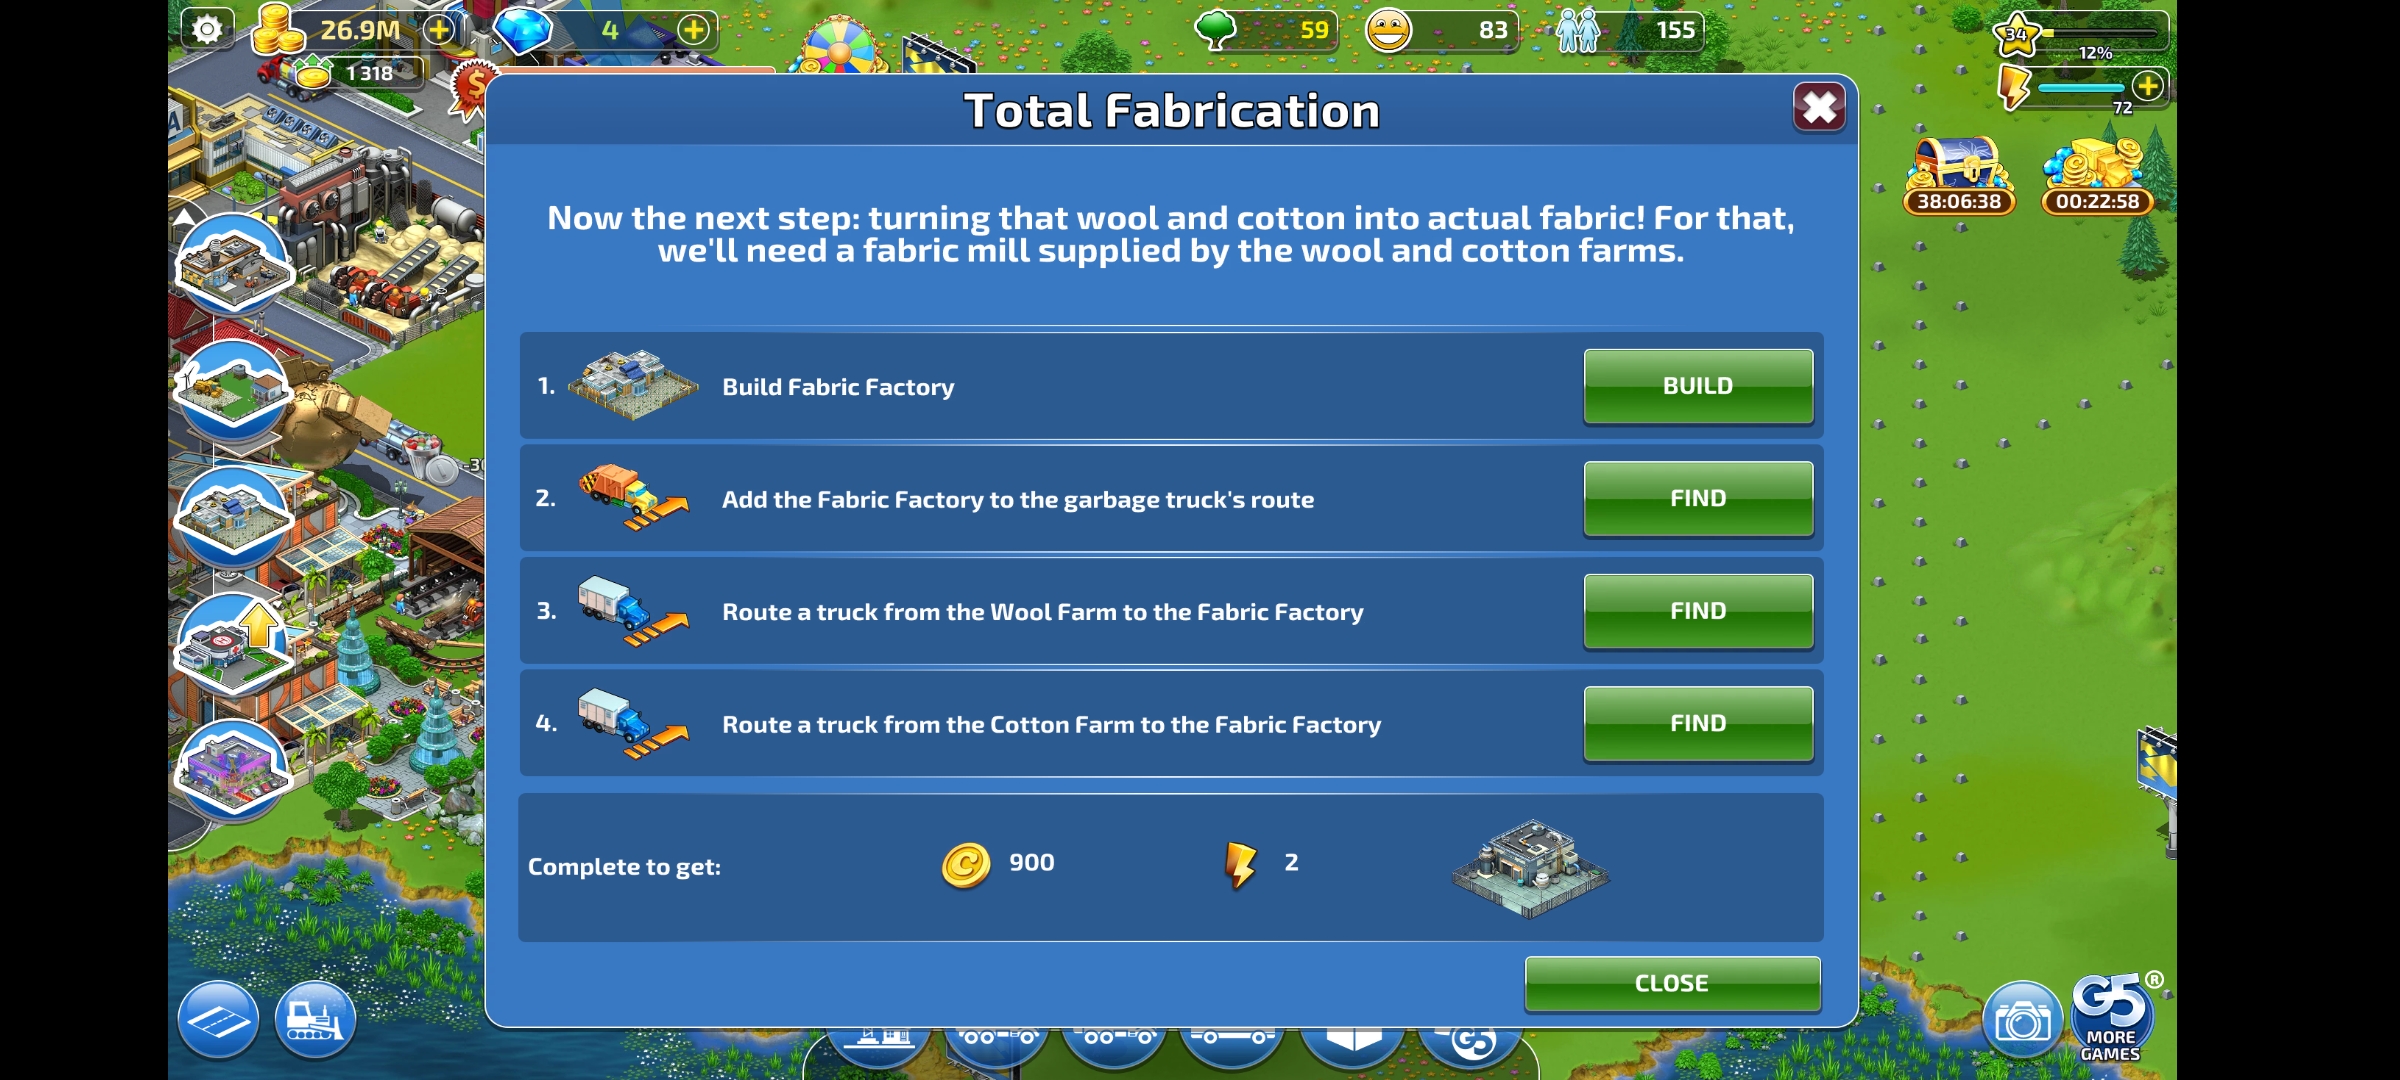 26.9M
4
59
83
155
34
12%
1 318
72
38:06:38
00:22:58
Total Fabrication
Now the next step: turning that wool and cotton into actual fabric! For that,
we'll need a fabric mill supplied by the wool and cotton farms.
1. Build Fabric Factory BUILD
2. Add the Fabric Factory to the garbage truck's route FIND
3. Route a truck from the Wool Farm to the Fabric Factory FIND
4. Route a truck from the Cotton Farm to the Fabric Factory FIND
Complete to get: 900 2
CLOSE
G5
G5 ®
MORE
GAMES